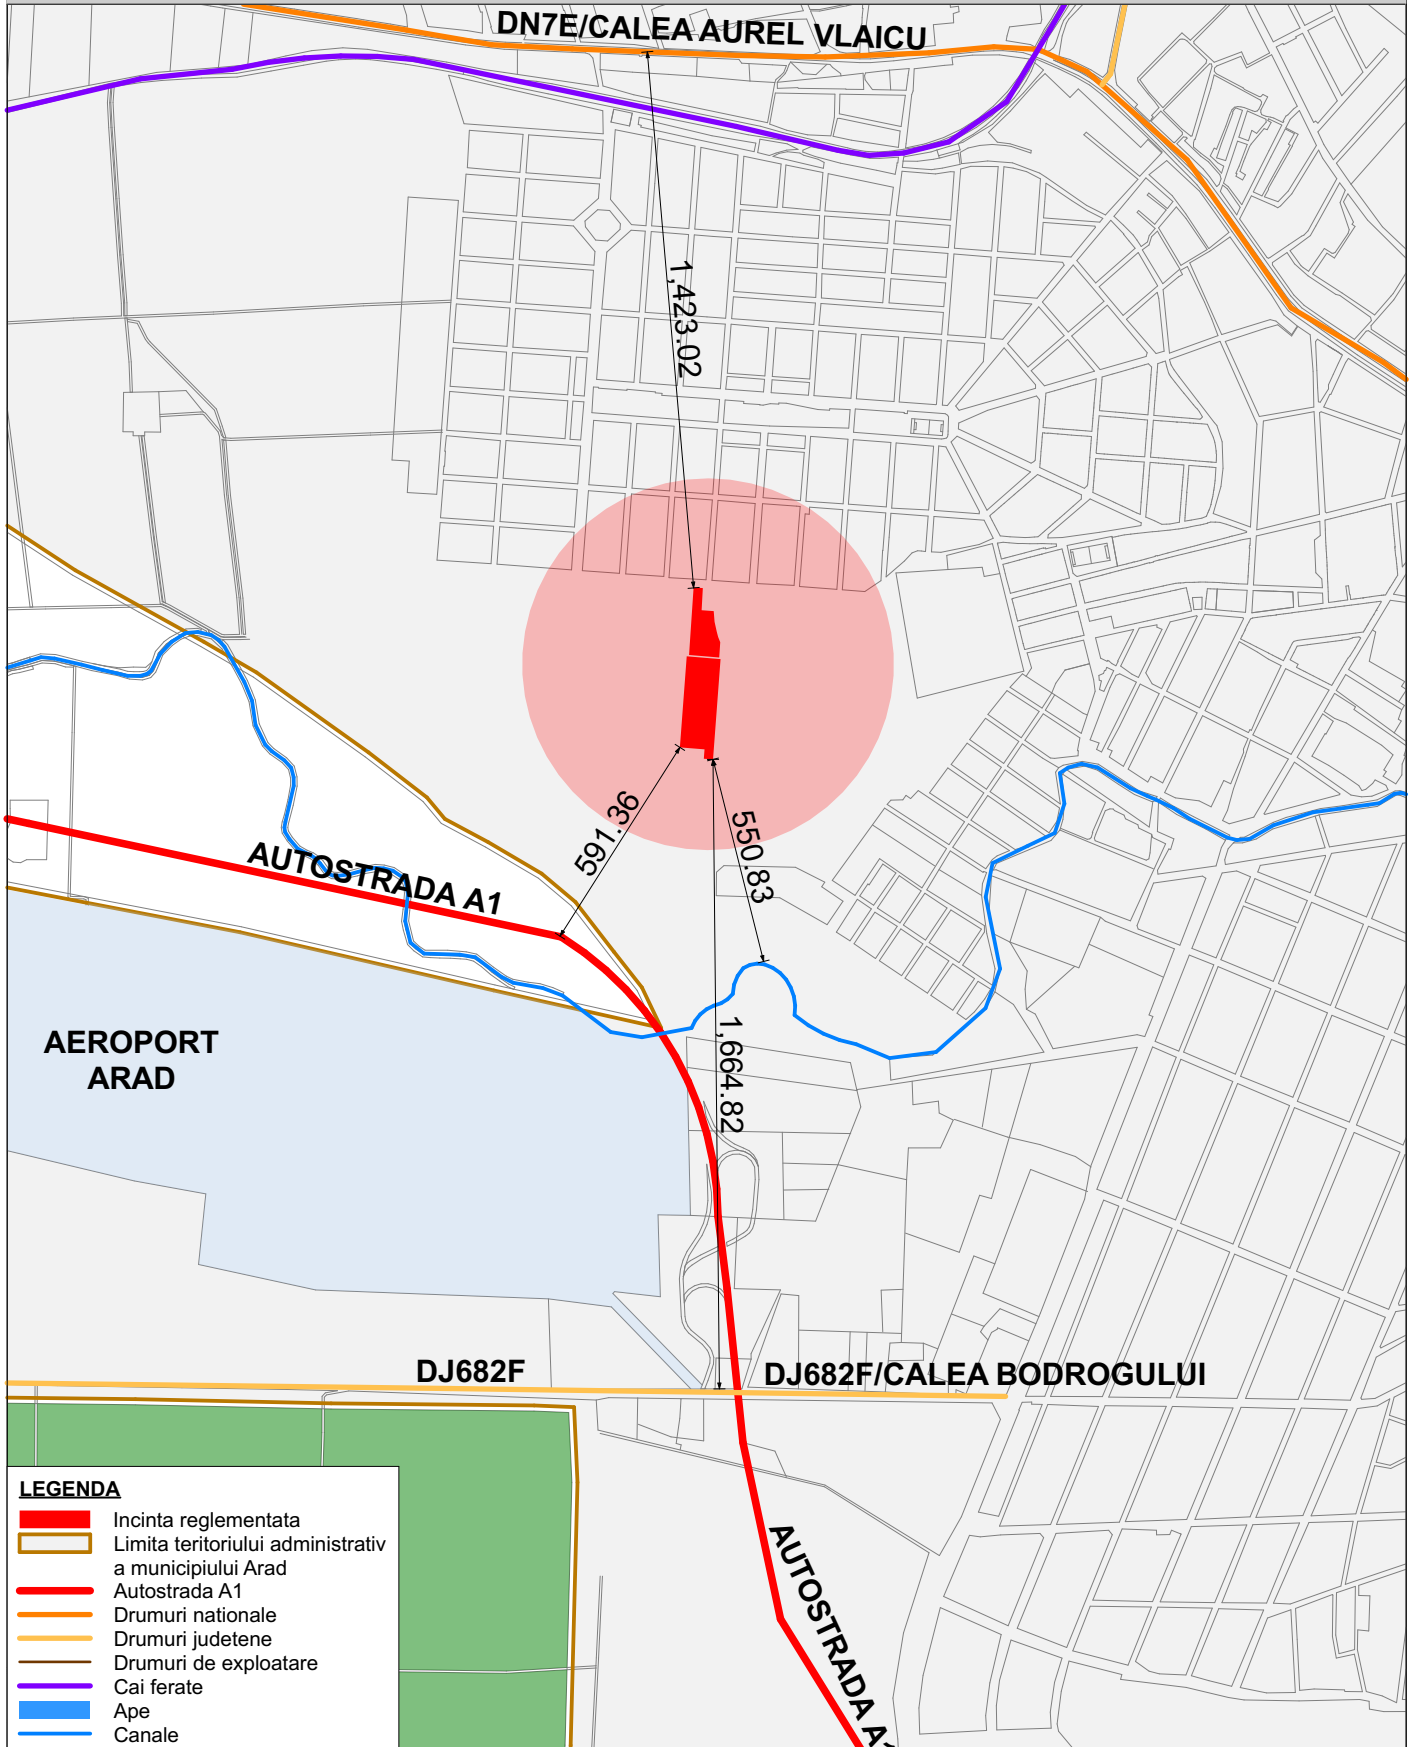 DN7E/CALEA AUREL VLAICU
1,423.02
591.36
550.83
AUTOSTRADA A1
1,664.82
AEROPORT
ARAD
DJ682F
DJ682F/CALEA BODROGULUI
AUTOSTRADA A1
LEGENDA
Incinta reglementata
Limita teritoriului administrativ
a municipiului Arad
Autostrada A1
Drumuri nationale
Drumuri judetene
Drumuri de exploatare
Cai ferate
Ape
Canale